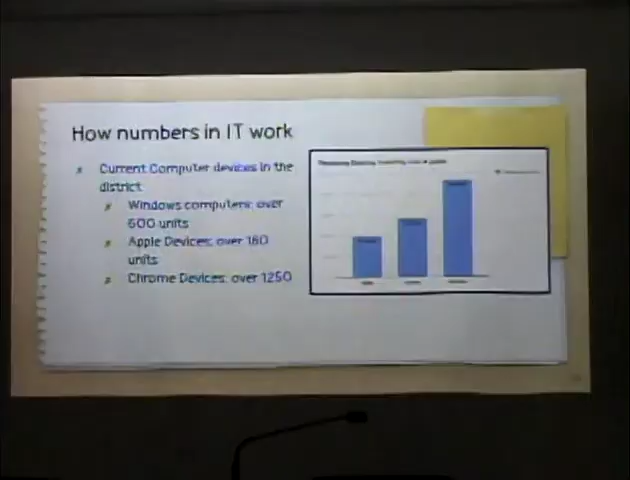 How numbers in IT work
Current Computer devices in the
district
Windows computers: over
600 units
Apple Devices: over 180
units
Chrome Devices: over 1250